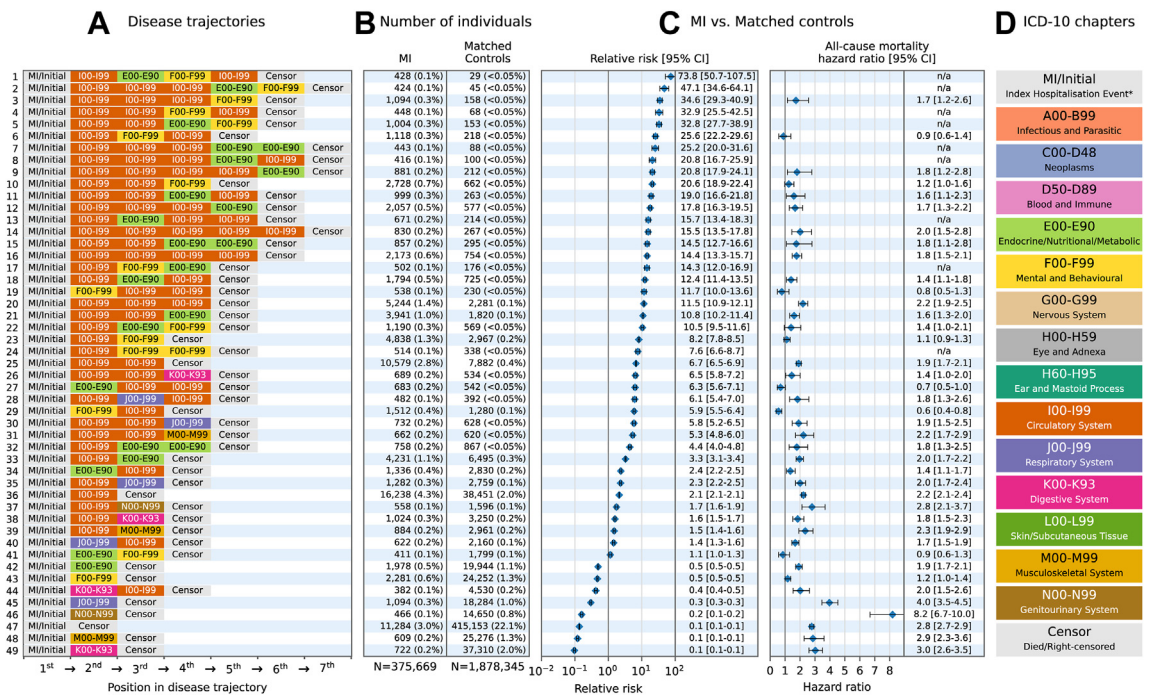 A Disease trajectories
B Number of individuals
C MI vs. Matched controls
D ICD-10 chapters
MI
Matched
Controls
Relative risk [95% CI]
All-cause mortality
hazard ratio [95% CI]
1 MI/Initial I00-I99 E00-E90 F00-F99 I00-I99 Censor 428 (0.1%) 29 (<0.05%) 73.8 [50.7-107.5] n/a
2 MI/Initial I00-I99 I00-I99 I00-I99 E00-E90 F00-F99 Censor 424 (0.1%) 45 (<0.05%) 47.1 [34.6-64.1] n/a
3 MI/Initial I00-I99 I00-I99 I00-I99 F00-F99 Censor 1,094 (0.3%) 158 (<0.05%) 34.6 [29.3-40.9] 1.7 [1.2-2.6]
4 MI/Initial I00-I99 I00-I99 F00-F99 I00-I99 Censor 448 (0.1%) 68 (<0.05%) 32.9 [25.5-42.5] n/a
5 MI/Initial I00-I99 I00-I99 E00-E90 F00-F99 Censor 1,004 (0.3%) 153 (<0.05%) 32.8 [27.7-38.9] n/a
6 MI/Initial I00-I99 F00-F99 I00-I99 Censor 1,118 (0.3%) 218 (<0.05%) 25.6 [22.2-29.6] 0.9 [0.6-1.4]
7 MI/Initial I00-I99 I00-I99 I00-I99 E00-E90 E00-E90 Censor 443 (0.1%) 88 (<0.05%) 25.2 [20.0-31.6] n/a
8 MI/Initial I00-I99 I00-I99 I00-I99 E00-E90 I00-I99 Censor 416 (0.1%) 100 (<0.05%) 20.8 [16.7-25.9] n/a
9 MI/Initial I00-I99 I00-I99 I00-I99 I00-I99 E00-E90 Censor 881 (0.2%) 212 (<0.05%) 20.8 [17.9-24.1] 1.8 [1.2-2.8]
10 MI/Initial I00-I99 I00-I99 F00-F99 Censor 2,728 (0.7%) 662 (<0.05%) 20.6 [18.9-22.4] 1.2 [1.0-1.6]
11 MI/Initial I00-I99 I00-I99 E00-E90 I00-I99 Censor 999 (0.3%) 263 (<0.05%) 19.0 [16.6-21.8] 1.6 [1.1-2.3]
12 MI/Initial I00-I99 I00-I99 I00-I99 E00-E90 Censor 2,057 (0.5%) 577 (<0.05%) 17.8 [16.3-19.5] 1.7 [1.3-2.2]
13 MI/Initial I00-I99 E00-E90 I00-I99 I00-I99 Censor 671 (0.2%) 214 (<0.05%) 15.7 [13.4-18.3] n/a
14 MI/Initial I00-I99 I00-I99 I00-I99 I00-I99 I00-I99 Censor 830 (0.2%) 267 (<0.05%) 15.5 [13.5-17.8] 2.0 [1.5-2.8]
15 MI/Initial I00-I99 I00-I99 E00-E90 E00-E90 Censor 857 (0.2%) 295 (<0.05%) 14.5 [12.7-16.6] 1.8 [1.1-2.8]
16 MI/Initial I00-I99 I00-I99 I00-I99 I00-I99 Censor 2,173 (0.6%) 754 (<0.05%) 14.4 [13.3-15.7] 1.8 [1.5-2.1]
17 MI/Initial I00-I99 F00-F99 E00-E90 Censor 502 (0.1%) 176 (<0.05%) 14.3 [12.0-16.9] n/a
18 MI/Initial I00-I99 E00-E90 I00-I99 Censor 1,794 (0.5%) 725 (<0.05%) 12.4 [11.4-13.5] 1.4 [1.1-1.8]
19 MI/Initial F00-F99 I00-I99 I00-I99 Censor 538 (0.1%) 230 (<0.05%) 11.7 [10.0-13.6] 0.8 [0.5-1.3]
20 MI/Initial I00-I99 I00-I99 I00-I99 Censor 5,244 (1.4%) 2,281 (0.1%) 11.5 [10.9-12.1] 2.2 [1.9-2.5]
21 MI/Initial I00-I99 I00-I99 E00-E90 Censor 3,941 (1.0%) 1,820 (0.1%) 10.8 [10.2-11.4] 1.6 [1.3-2.0]
22 MI/Initial I00-I99 E00-E90 F00-F99 Censor 1,190 (0.3%) 569 (<0.05%) 10.5 [9.5-11.6] 1.4 [1.0-2.1]
23 MI/Initial I00-I99 F00-F99 Censor 4,838 (1.3%) 2,967 (0.2%) 8.2 [7.8-8.5] 1.1 [0.9-1.3]
24 MI/Initial I00-I99 F00-F99 F00-F99 Censor 514 (0.1%) 338 (<0.05%) 7.6 [6.6-8.7] n/a
25 MI/Initial I00-I99 I00-I99 Censor 10,579 (2.8%) 7,882 (0.4%) 6.7 [6.5-6.9] 1.9 [1.7-2.1]
26 MI/Initial I00-I99 I00-I99 K00-K93 Censor 689 (0.2%) 534 (<0.05%) 6.5 [5.8-7.2] 1.4 [1.0-2.0]
27 MI/Initial E00-E90 I00-I99 I00-I99 Censor 683 (0.2%) 542 (<0.05%) 6.3 [5.6-7.1] 0.7 [0.5-1.0]
28 MI/Initial I00-I99 J00-J99 I00-I99 Censor 482 (0.1%) 392 (<0.05%) 6.1 [5.4-7.0] 1.8 [1.3-2.6]
29 MI/Initial F00-F99 I00-I99 Censor 1,512 (0.4%) 1,280 (0.1%) 5.9 [5.5-6.4] 0.6 [0.4-0.8]
30 MI/Initial I00-I99 I00-I99 J00-J99 Censor 732 (0.2%) 628 (<0.05%) 5.8 [5.2-6.5] 1.9 [1.5-2.5]
31 MI/Initial I00-I99 I00-I99 M00-M99 Censor 662 (0.2%) 620 (<0.05%) 5.3 [4.8-6.0] 2.2 [1.7-2.9]
32 MI/Initial I00-I99 E00-E90 E00-E90 Censor 758 (0.2%) 867 (<0.05%) 4.4 [4.0-4.8] 1.8 [1.3-2.5]
33 MI/Initial I00-I99 E00-E90 Censor 4,231 (1.1%) 6,495 (0.3%) 3.3 [3.1-3.4] 2.0 [1.7-2.2]
34 MI/Initial E00-E90 I00-I99 Censor 1,336 (0.4%) 2,830 (0.2%) 2.4 [2.2-2.5] 1.4 [1.1-1.7]
35 MI/Initial I00-I99 J00-J99 Censor 1,282 (0.3%) 2,759 (0.1%) 2.3 [2.2-2.5] 2.0 [1.7-2.4]
36 MI/Initial I00-I99 Censor 16,238 (4.3%) 38,451 (2.0%) 2.1 [2.1-2.1] 2.2 [2.1-2.4]
37 MI/Initial I00-I99 N00-N99 Censor 558 (0.1%) 1,596 (0.1%) 1.7 [1.6-1.9] 2.8 [2.1-3.7]
38 MI/Initial I00-I99 K00-K93 Censor 1,024 (0.3%) 3,250 (0.2%) 1.6 [1.5-1.7] 1.8 [1.5-2.3]
39 MI/Initial I00-I99 M00-M99 Censor 884 (0.2%) 2,961 (0.2%) 1.5 [1.4-1.6] 2.3 [1.9-2.9]
40 MI/Initial J00-J99 I00-I99 Censor 622 (0.2%) 2,160 (0.1%) 1.4 [1.3-1.6] 1.7 [1.5-1.9]
41 MI/Initial E00-E90 F00-F99 Censor 411 (0.1%) 1,799 (0.1%) 1.1 [1.0-1.3] 0.9 [0.6-1.3]
42 MI/Initial E00-E90 Censor 1,978 (0.5%) 19,944 (1.1%) 0.5 [0.5-0.5] 1.9 [1.7-2.1]
43 MI/Initial F00-F99 Censor 2,281 (0.6%) 24,252 (1.3%) 0.5 [0.5-0.5] 1.2 [1.0-1.4]
44 MI/Initial K00-K93 I00-I99 Censor 382 (0.1%) 4,530 (0.2%) 0.4 [0.4-0.5] 2.0 [1.5-2.6]
45 MI/Initial J00-J99 Censor 1,094 (0.3%) 18,284 (1.0%) 0.3 [0.3-0.3] 4.0 [3.5-4.5]
46 MI/Initial N00-N99 Censor 466 (0.1%) 14,650 (0.8%) 0.2 [0.1-0.2] 8.2 [6.7-10.0]
47 MI/Initial Censor 11,284 (3.0%) 415,153 (22.1%) 0.1 [0.1-0.1] 2.8 [2.7-2.9]
48 MI/Initial M00-M99 Censor 609 (0.2%) 25,276 (1.3%) 0.1 [0.1-0.1] 2.9 [2.3-3.6]
49 MI/Initial K00-K93 Censor 722 (0.2%) 37,310 (2.0%) 0.1 [0.1-0.1] 3.0 [2.6-3.5]
1st → 2nd → 3rd → 4th → 5th → 6th → 7th
Position in disease trajectory
N=375,669 N=1,878,345
10−2 10−1 100 101 102
Relative risk
0 1 2 3 4 5 6 7 8
Hazard ratio
MI/Initial
Index Hospitalisation Event*
A00-B99
Infectious and Parasitic
C00-D48
Neoplasms
D50-D89
Blood and Immune
E00-E90
Endocrine/Nutritional/Metabolic
F00-F99
Mental and Behavioural
G00-G99
Nervous System
H00-H59
Eye and Adnexa
H60-H95
Ear and Mastoid Process
I00-I99
Circulatory System
J00-J99
Respiratory System
K00-K93
Digestive System
L00-L99
Skin/Subcutaneous Tissue
M00-M99
Musculoskeletal System
N00-N99
Genitourinary System
Censor
Died/Right-censored